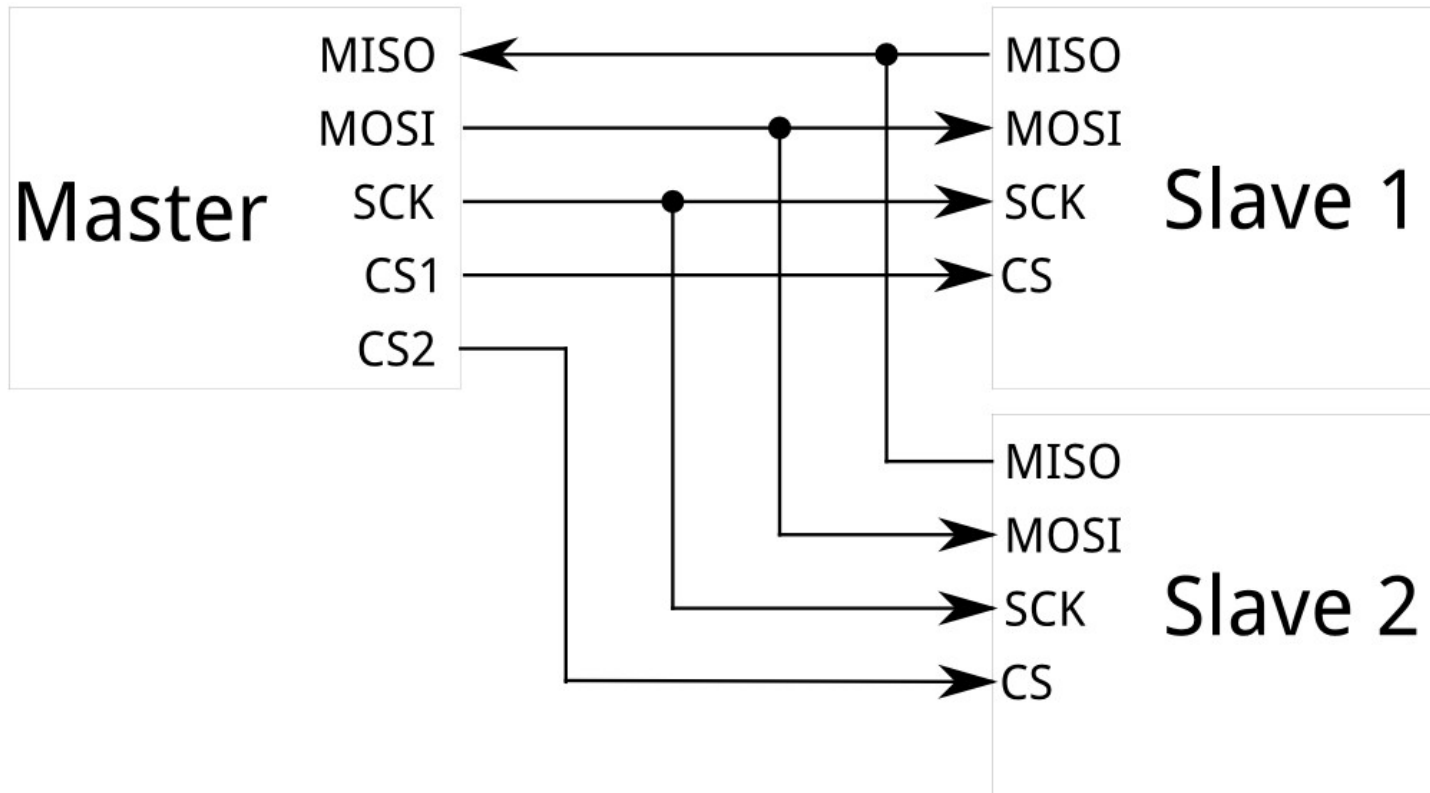 Master
MISO
MOSI
SCK
CS1
CS2
MISO
MOSI
SCK
CS
Slave 1
MISO
MOSI
SCK
CS
Slave 2